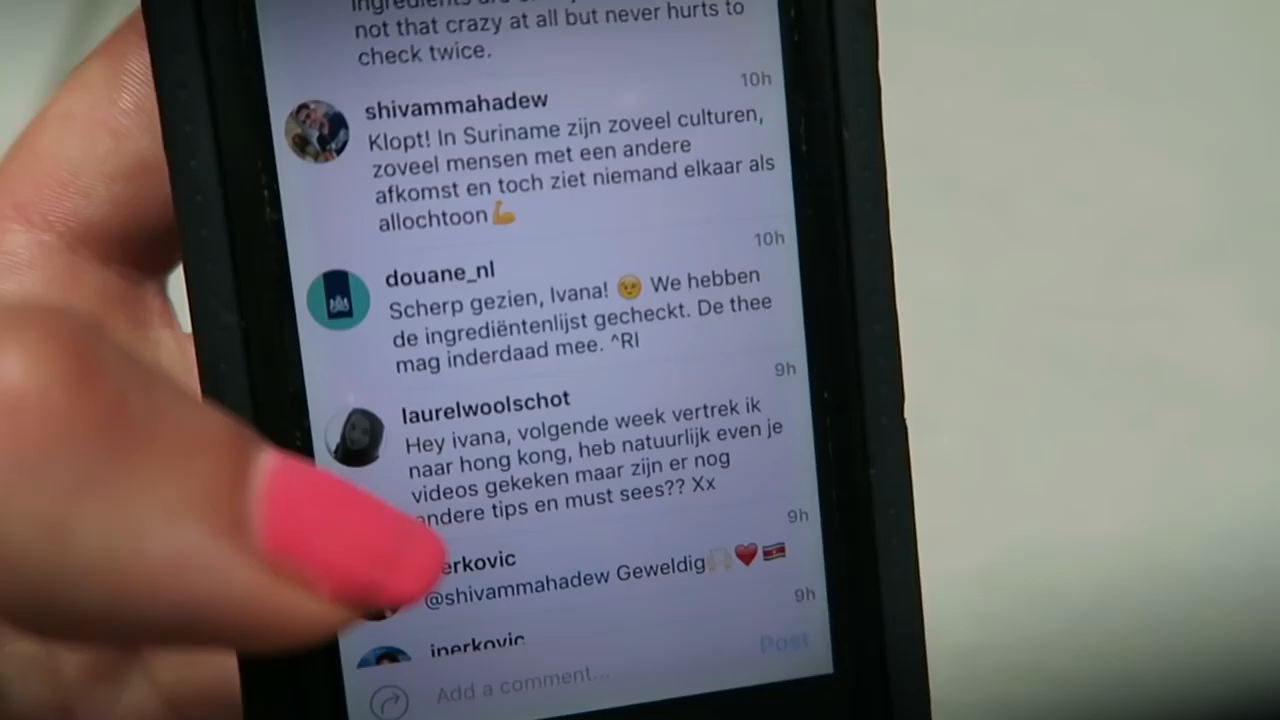 ingredients are
not that crazy at all but never hurts to
check twice.
10h
shivammahadew
Klopt! In Suriname zijn zoveel culturen,
zoveel mensen met een andere
afkomst en toch ziet niemand elkaar als
allochtoon💪
10h
douane_nl
Scherp gezien, Ivana! 😉 We hebben
de ingrediëntenlijst gecheckt. De thee
mag inderdaad mee. ^RI
9h
laurelwoolschot
Hey ivana, volgende week vertrek ik
naar hong kong, heb natuurlijk even je
videos gekeken maar zijn er nog
andere tips en must sees?? Xx
9h
erkovic
@shivammahadew Geweldig🙌🏻❤️🇸🇷
9h
inerkovic
Post
Add a comment...